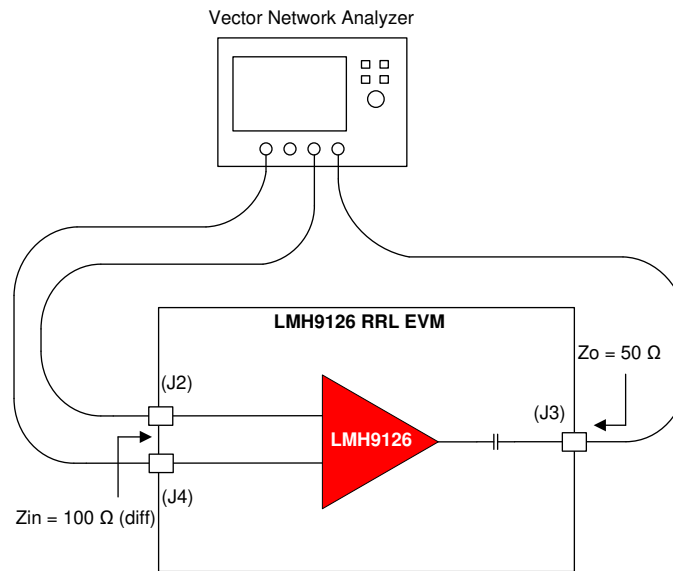 Vector Network Analyzer
LMH9126 RRL EVM
Zo = 50 Ω
(J2)
(J3)
LMH9126
(J4)
Zin = 100 Ω (diff)